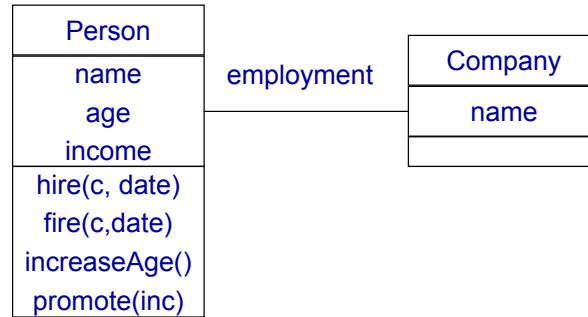 Person
name
age
income
hire(c, date)
fire(c,date)
increaseAge()
promote(inc)
employment
Company
name